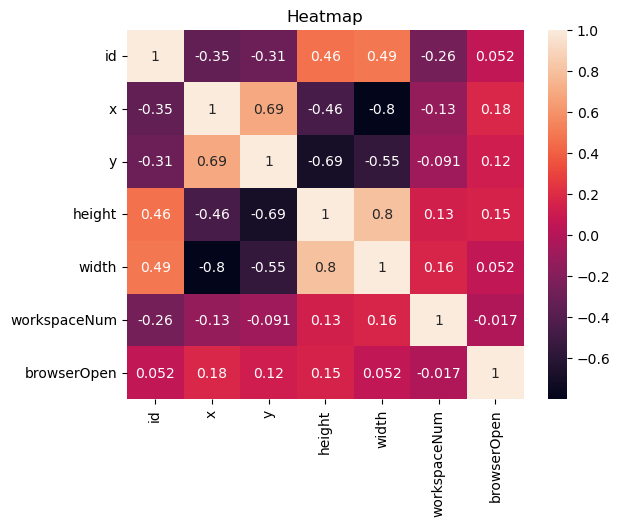 Heatmap
id 1 -0.35 -0.31 0.46 0.49 -0.26 0.052
x -0.35 1 0.69 -0.46 -0.8 -0.13 0.18
y -0.31 0.69 1 -0.69 -0.55 -0.091 0.12
height 0.46 -0.46 -0.69 1 0.8 0.13 0.15
width 0.49 -0.8 -0.55 0.8 1 0.16 0.052
workspaceNum -0.26 -0.13 -0.091 0.13 0.16 1 -0.017
browserOpen 0.052 0.18 0.12 0.15 0.052 -0.017 1
id x y height width workspaceNum browserOpen
1.0
0.8
0.6
0.4
0.2
0.0
−0.2
−0.4
−0.6